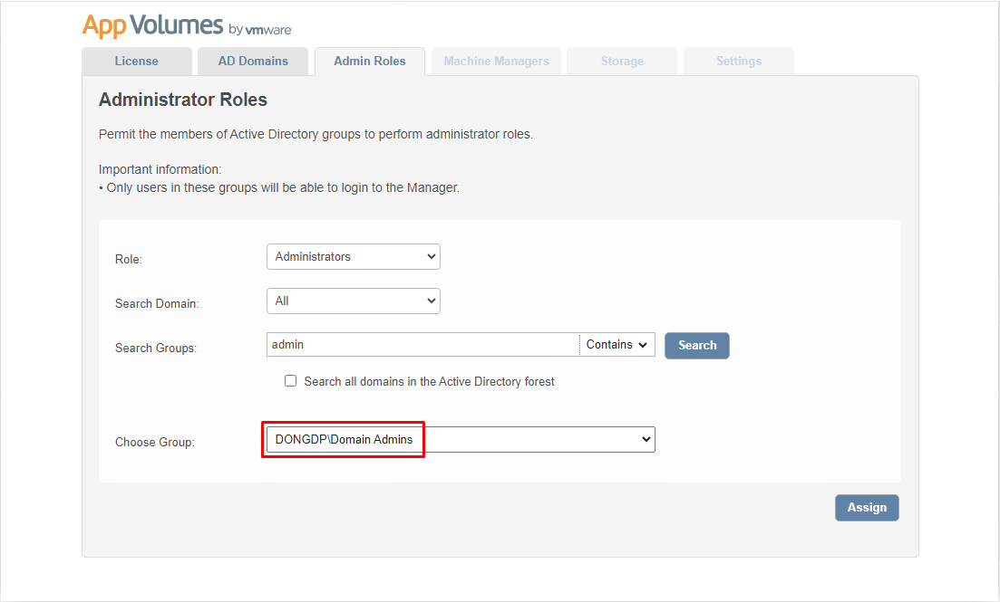 App Volumes by vmware
License AD Domains Admin Roles Machine Managers Storage Settings
Administrator Roles
Permit the members of Active Directory groups to perform administrator roles.
Important information:
• Only users in these groups will be able to login to the Manager.
Role: Administrators
Search Domain: All
Search Groups: admin Contains Search
Search all domains in the Active Directory forest
Choose Group: DONGDP\Domain Admins
Assign